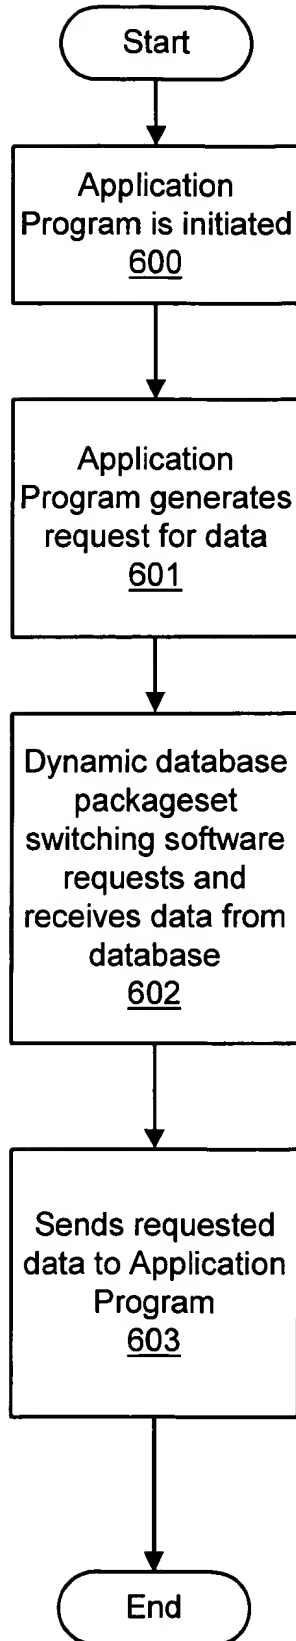 Start
Application
Program is initiated
600
Application
Program generates
request for data
601
Dynamic database
packageset
switching software
requests and
receives data from
database
602
Sends requested
data to Application
Program
603
End